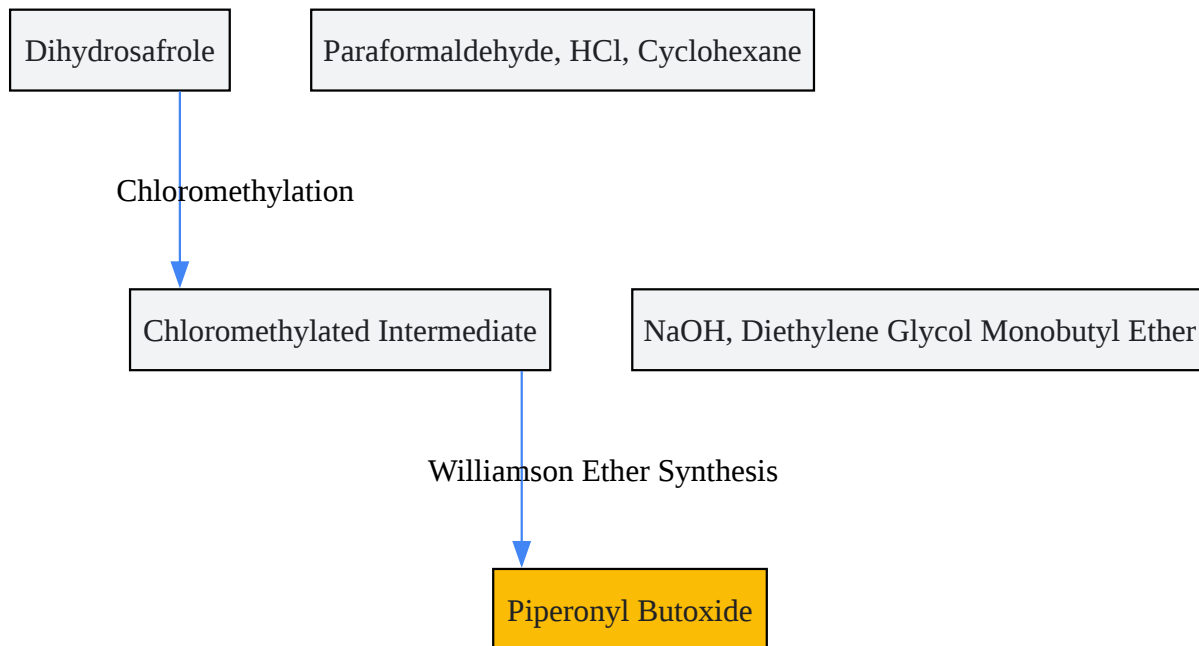 Dihydrosafrole
Paraformaldehyde, HCl, Cyclohexane
Chloromethylation
Chloromethylated Intermediate
NaOH, Diethylene Glycol Monobutyl Ether
Williamson Ether Synthesis
Piperonyl Butoxide